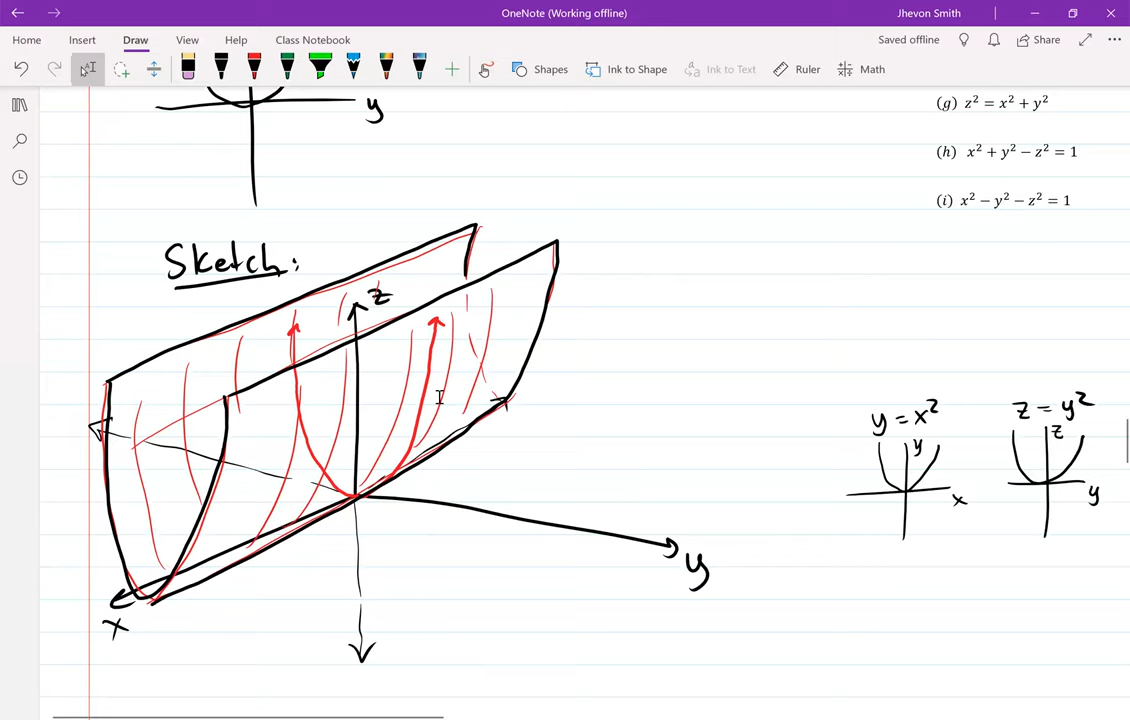 OneNote (Working offline)
Jhevon Smith
Home Insert Draw View Help Class Notebook
Saved offline
Share
Shapes
Ink to Shape
Ink to Text
Ruler
Math
y
(g) z² = x² + y²
(h) x² + y² − z² = 1
(i) x² − y² − z² = 1
Sketch:
z
y
x
y = x²
y
x
z = y²
z
y